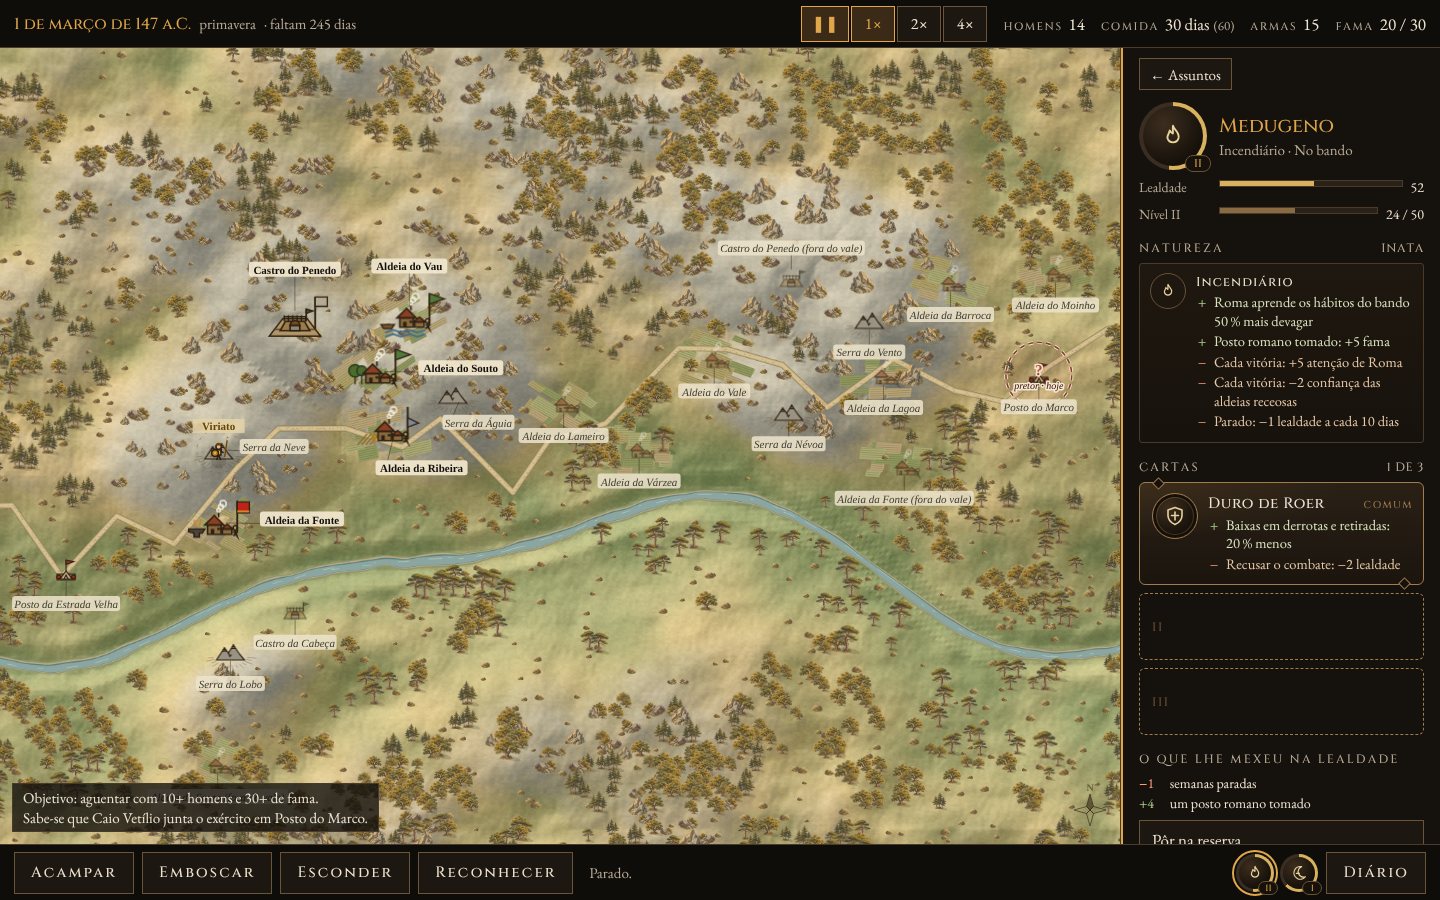 1 DE MARÇO DE 147 A.C. primavera · faltam 245 dias
1× 2× 4×
HOMENS 14 COMIDA 30 dias (60) ARMAS 15 FAMA 20 / 30
← Assuntos
MEDUGENO
Incendiário · No bando
II
Lealdade 52
Nível II 24 / 50
NATUREZA INATA
INCENDIÁRIO
+ Roma aprende os hábitos do bando
50 % mais devagar
+ Posto romano tomado: +5 fama
– Cada vitória: +5 atenção de Roma
– Cada vitória: −2 confiança das
aldeias receosas
– Parado: −1 lealdade a cada 10 dias
CARTAS 1 DE 3
DURO DE ROER COMUM
+ Baixas em derrotas e retiradas:
20 % menos
– Recusar o combate: −2 lealdade
II
III
O QUE LHE MEXEU NA LEALDADE
−1 semanas paradas
+4 um posto romano tomado
Pôr na reserva
Castro do Penedo (fora do vale)
Castro do Penedo
Aldeia do Vau
Aldeia do Moinho
Aldeia da Barroca
Serra do Vento
Aldeia do Souto
?
pretor · hoje
Aldeia do Vale
Posto do Marco
Aldeia da Lagoa
Serra da Águia
Viriato
Serra da Neve
Aldeia do Lameiro
Serra da Névoa
Aldeia da Ribeira
Aldeia da Várzea
Aldeia da Fonte (fora do vale)
Aldeia da Fonte
Posto da Estrada Velha
Castro da Cabeça
Serra do Lobo
N
Objetivo: aguentar com 10+ homens e 30+ de fama.
Sabe-se que Caio Vetílio junta o exército em Posto do Marco.
ACAMPAR EMBOSCAR ESCONDER RECONHECER Parado.
II I DIÁRIO